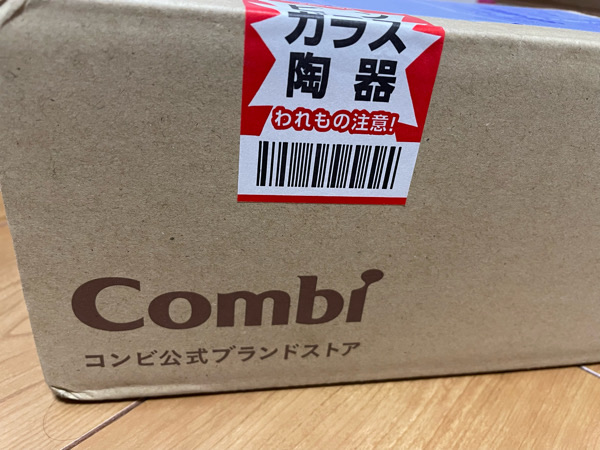 ガラス
陶器
われもの注意!
Combi
コンビ公式ブランドストア